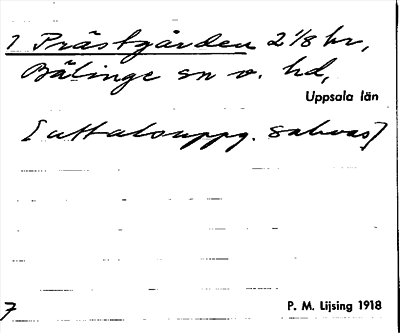 1 Prästgården 2 1/8 hr,
Bälinge sn o. hd,
Uppsala län
[uttalsuppg. saknas]
7
P. M. Lijsing 1918